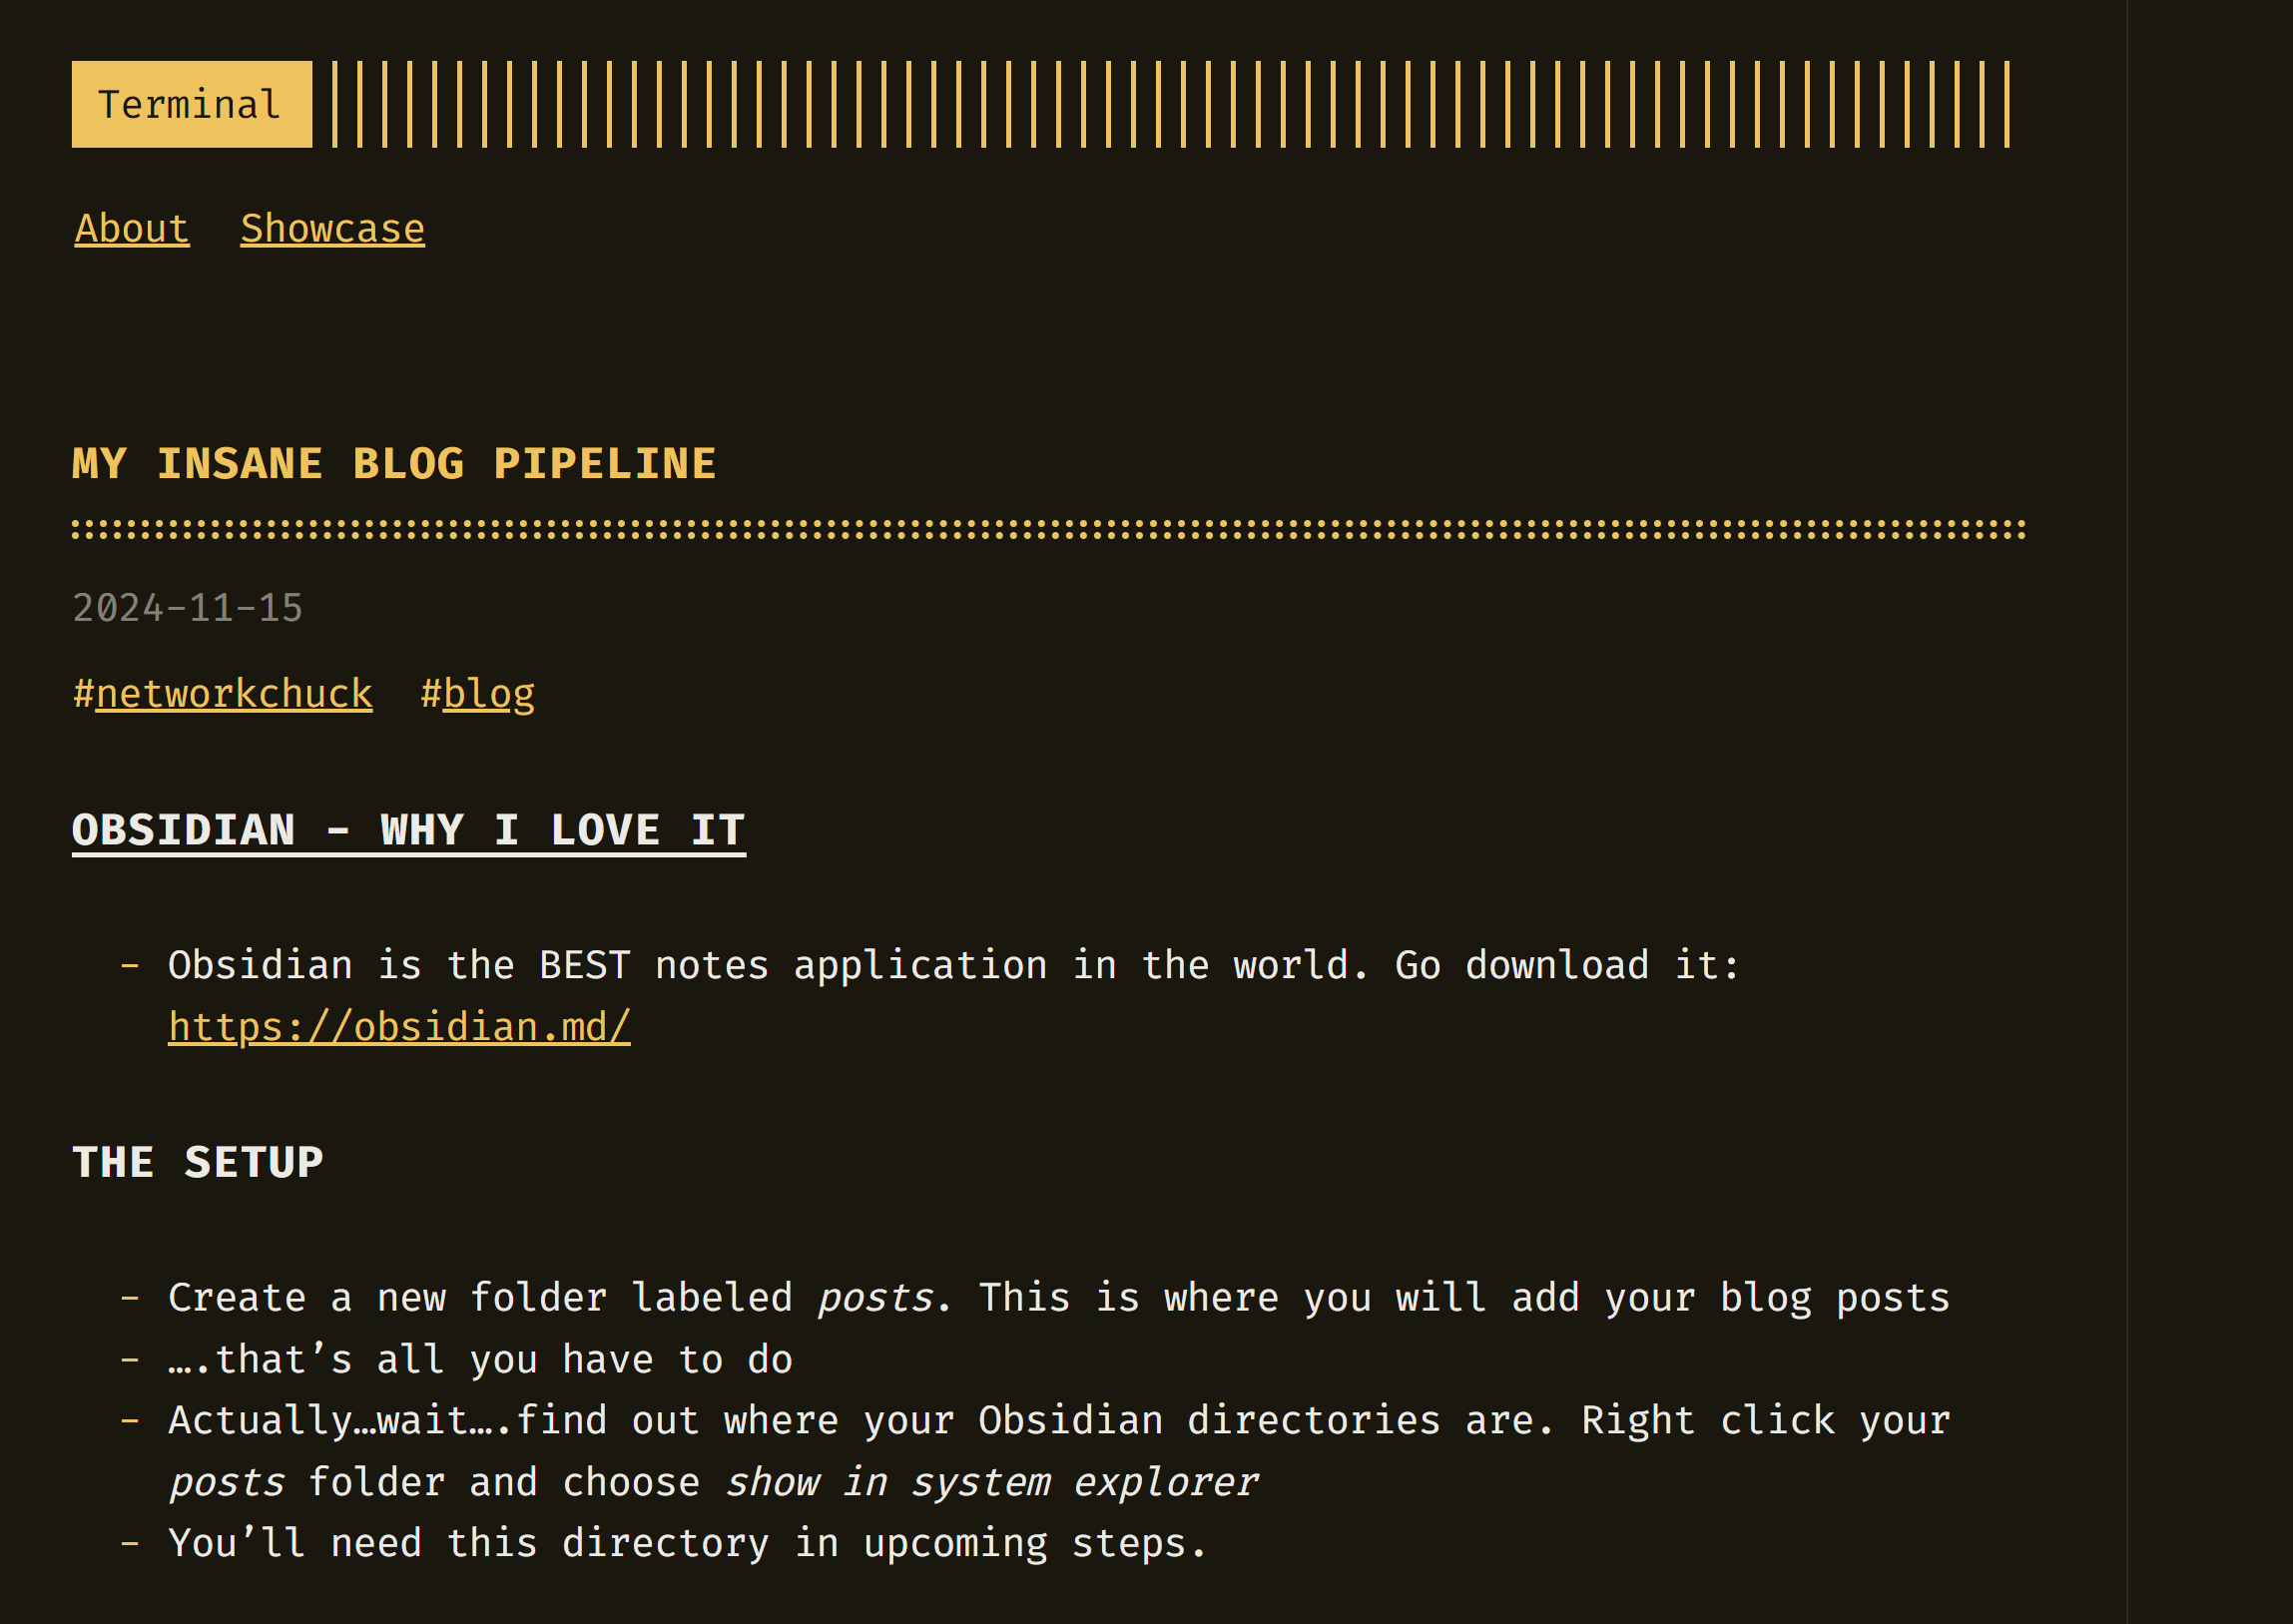 Terminal
About Showcase
MY INSANE BLOG PIPELINE
2024-11-15
#networkchuck #blog
OBSIDIAN - WHY I LOVE IT
- Obsidian is the BEST notes application in the world. Go download it:
https://obsidian.md/
THE SETUP
- Create a new folder labeled posts. This is where you will add your blog posts
- ….that’s all you have to do
- Actually…wait….find out where your Obsidian directories are. Right click your
posts folder and choose show in system explorer
- You’ll need this directory in upcoming steps.